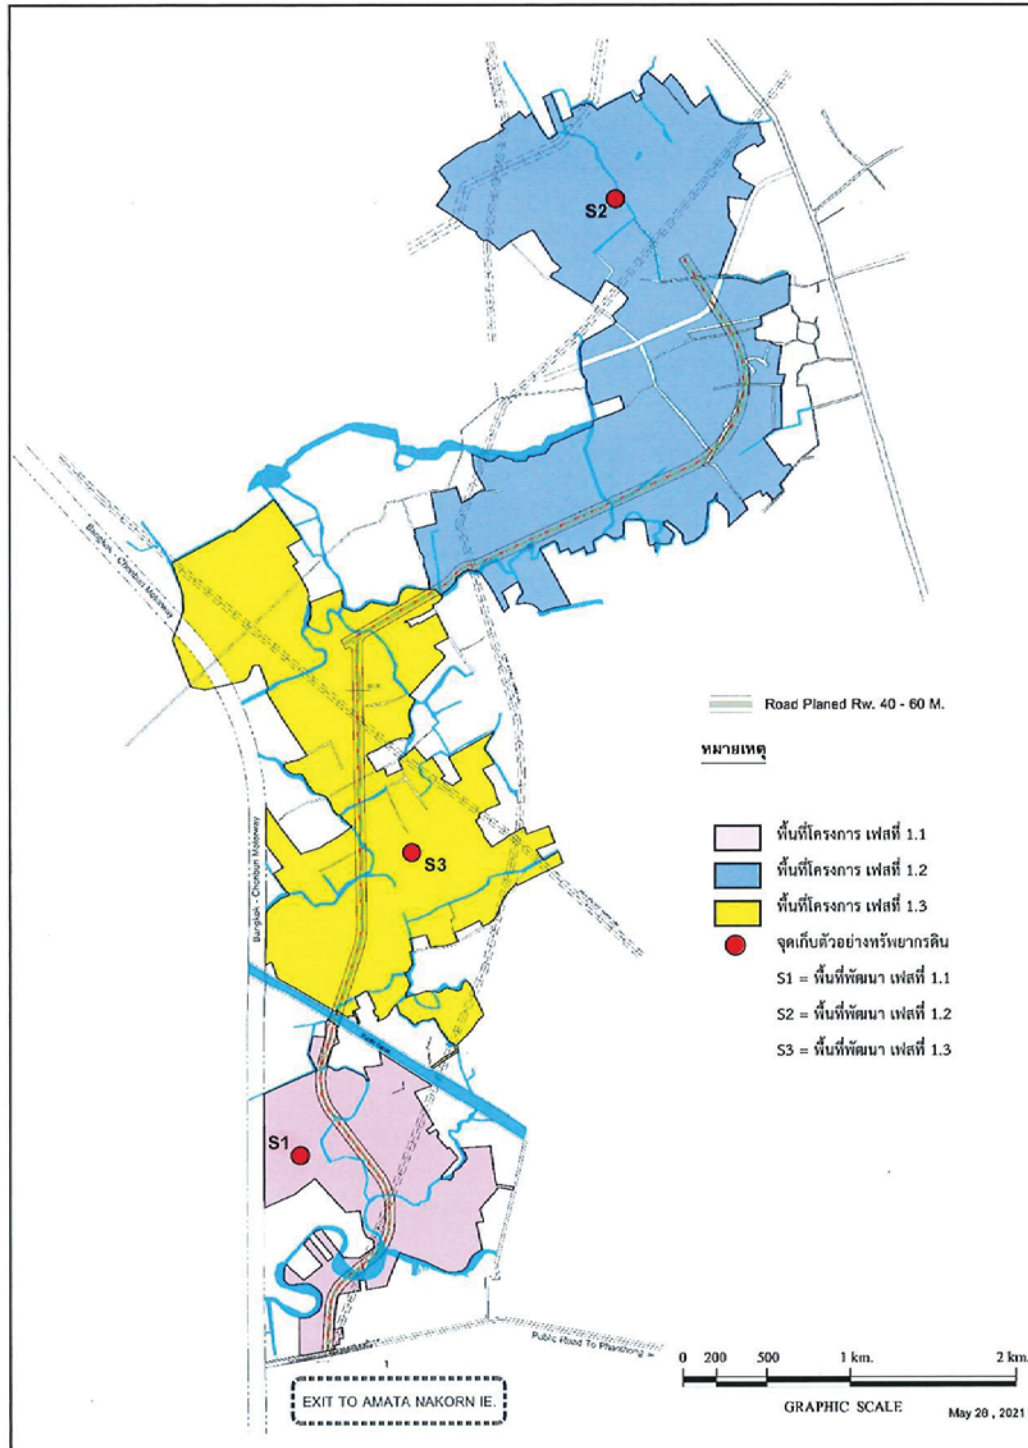 S2
Bangkok - Chonburi Motorway
Road Planed Rw. 40 - 60 M.
หมายเหตุ
พื้นที่โครงการ เฟสที่ 1.1
พื้นที่โครงการ เฟสที่ 1.2
พื้นที่โครงการ เฟสที่ 1.3
จุดเก็บตัวอย่างทรัพยากรดิน
S1 = พื้นที่พัฒนา เฟสที่ 1.1
S2 = พื้นที่พัฒนา เฟสที่ 1.2
S3 = พื้นที่พัฒนา เฟสที่ 1.3
S3
Bangkok - Chonburi Motorway
S1
Public Road To Phanthong
1
EXIT TO AMATA NAKORN IE.
0 200 500 1 km. 2 km.
GRAPHIC SCALE
May 28 , 2021